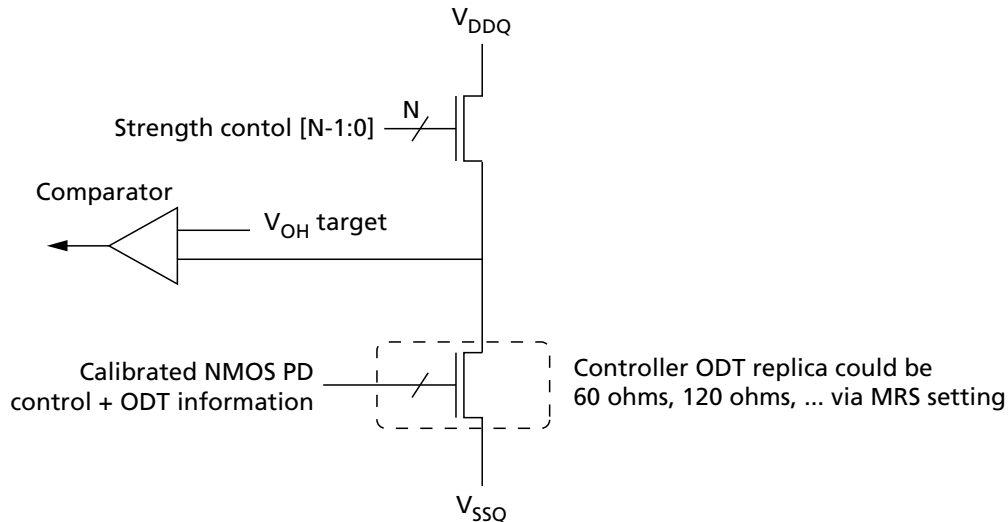 VDDQ
N
Strength contol [N-1:0]
Comparator
VOH target
Calibrated NMOS PD
control + ODT information
Controller ODT replica could be
60 ohms, 120 ohms, ... via MRS setting
VSSQ